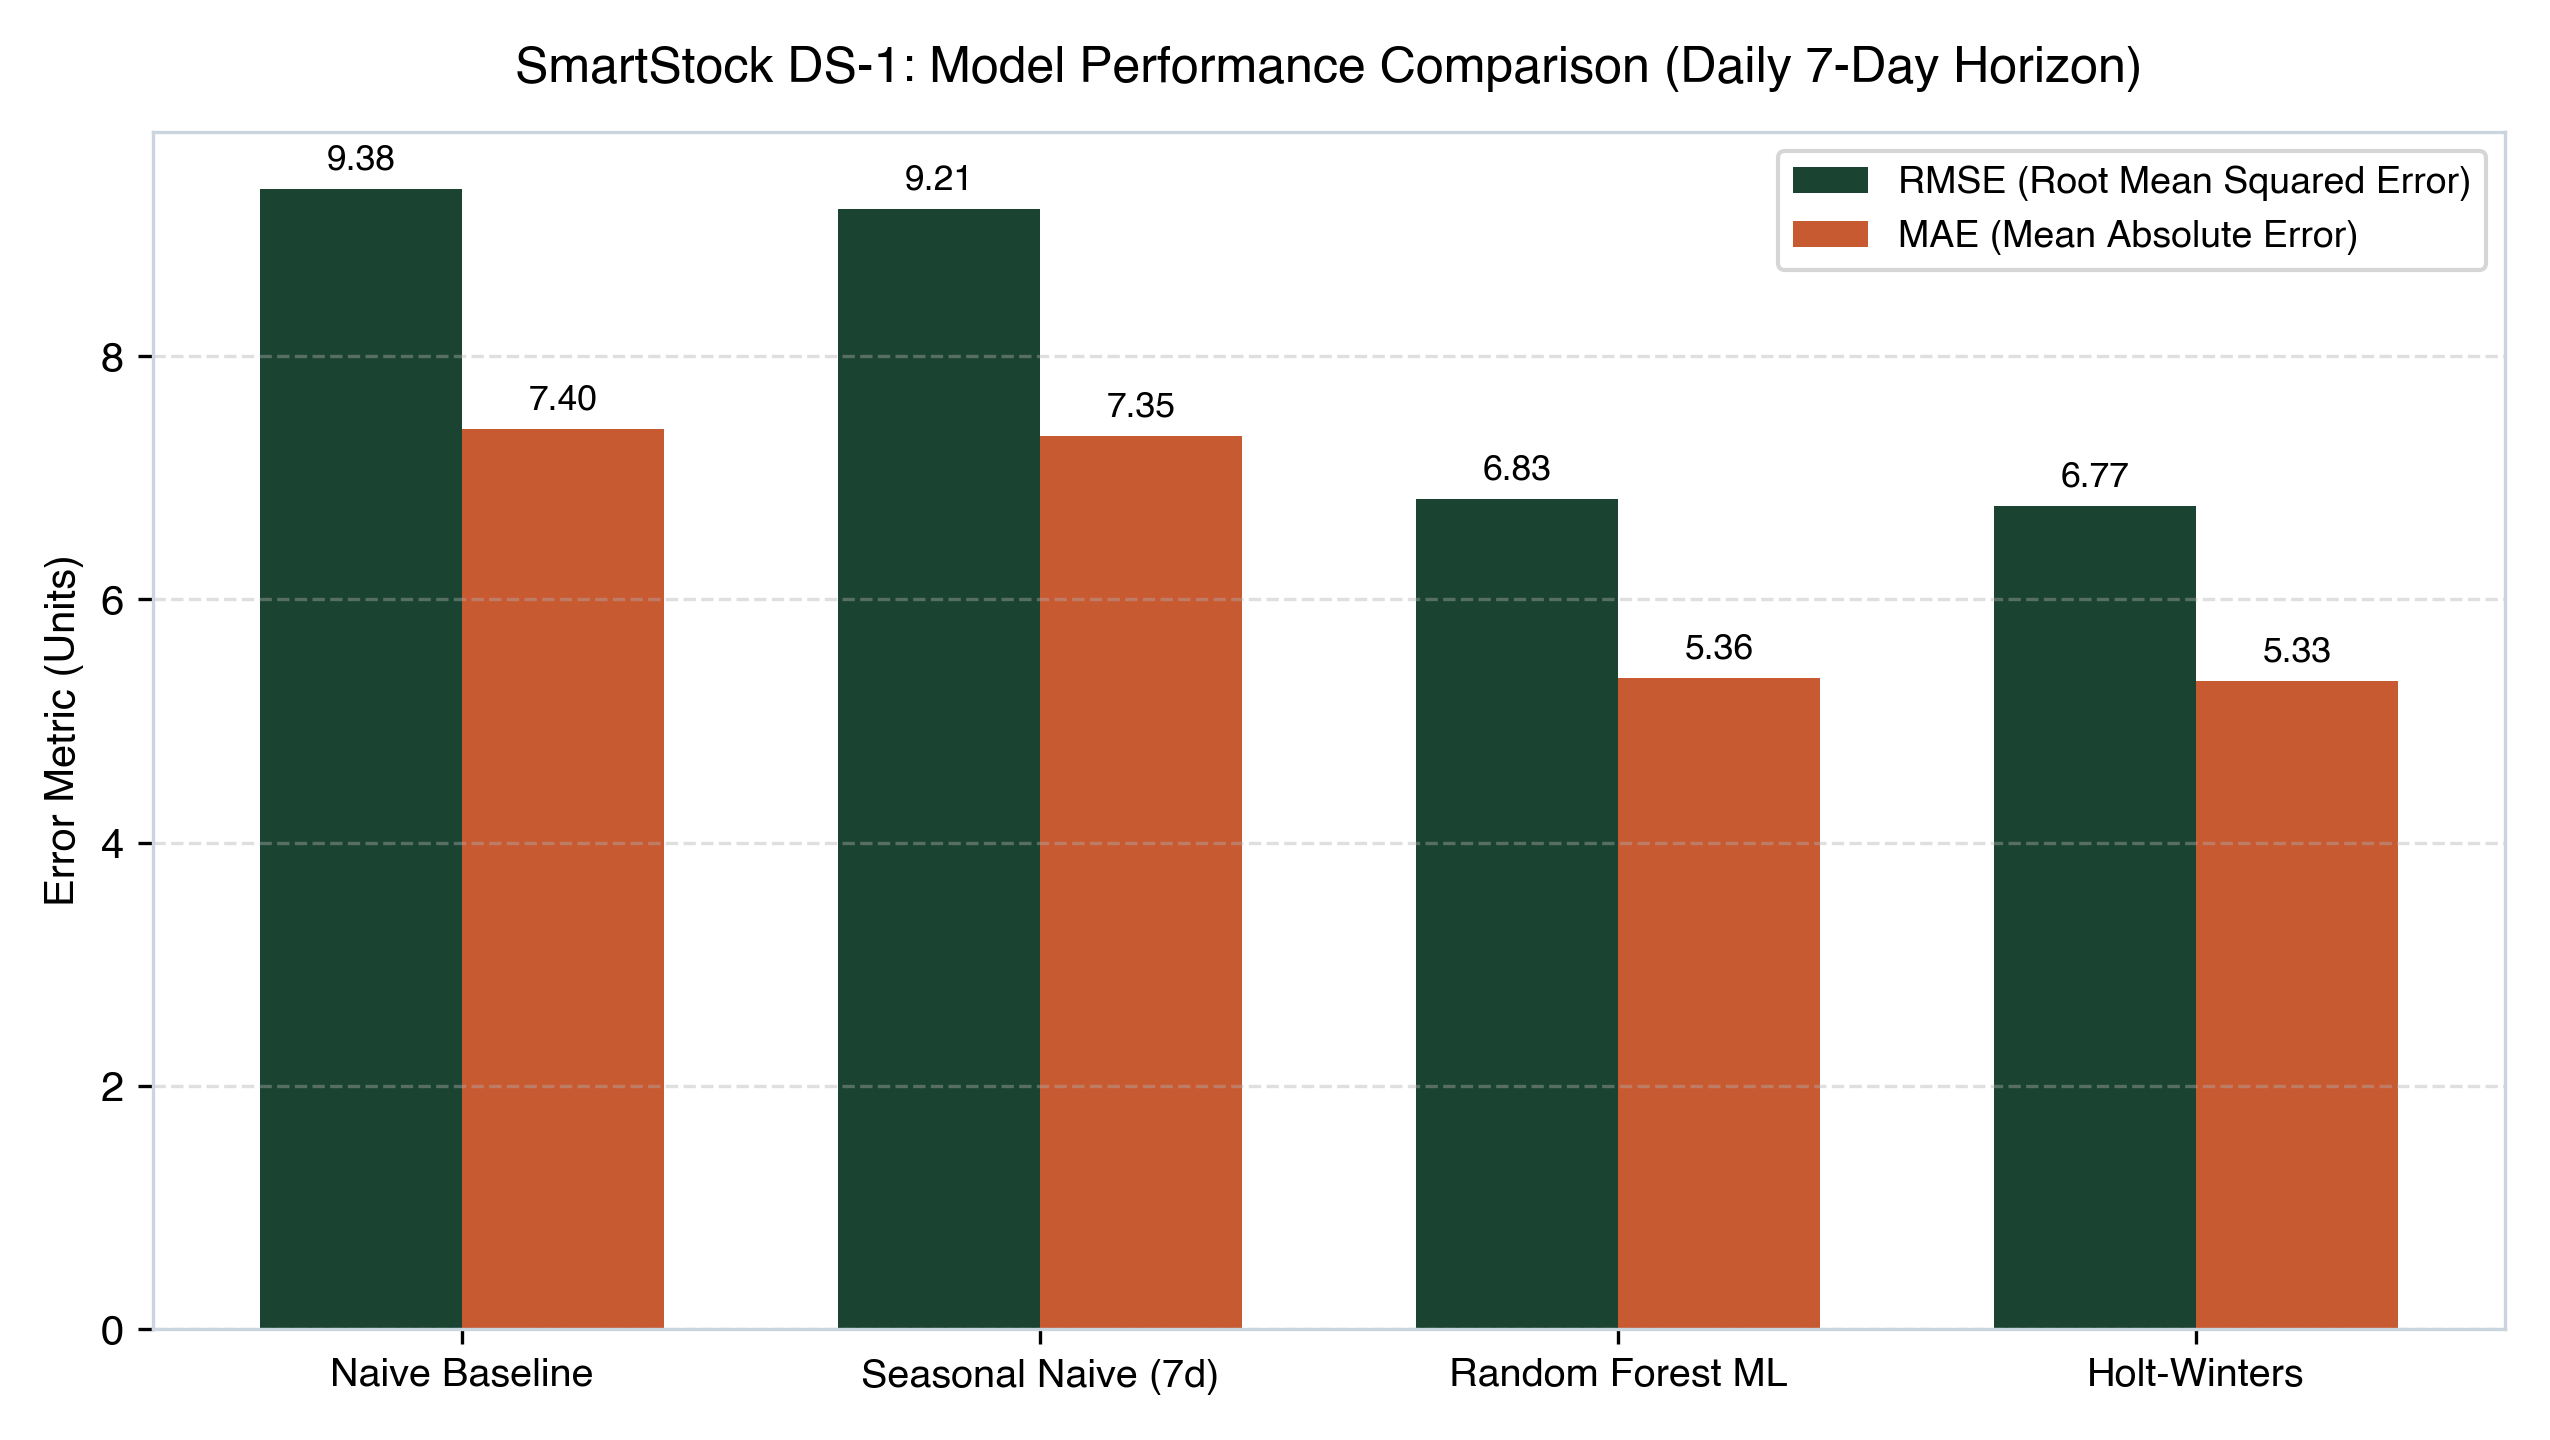 SmartStock DS-1: Model Performance Comparison (Daily 7-Day Horizon)
RMSE (Root Mean Squared Error)
MAE (Mean Absolute Error)
Error Metric (Units)
8
6
4
2
0
9.38
7.40
9.21
7.35
6.83
5.36
6.77
5.33
Naive Baseline
Seasonal Naive (7d)
Random Forest ML
Holt-Winters